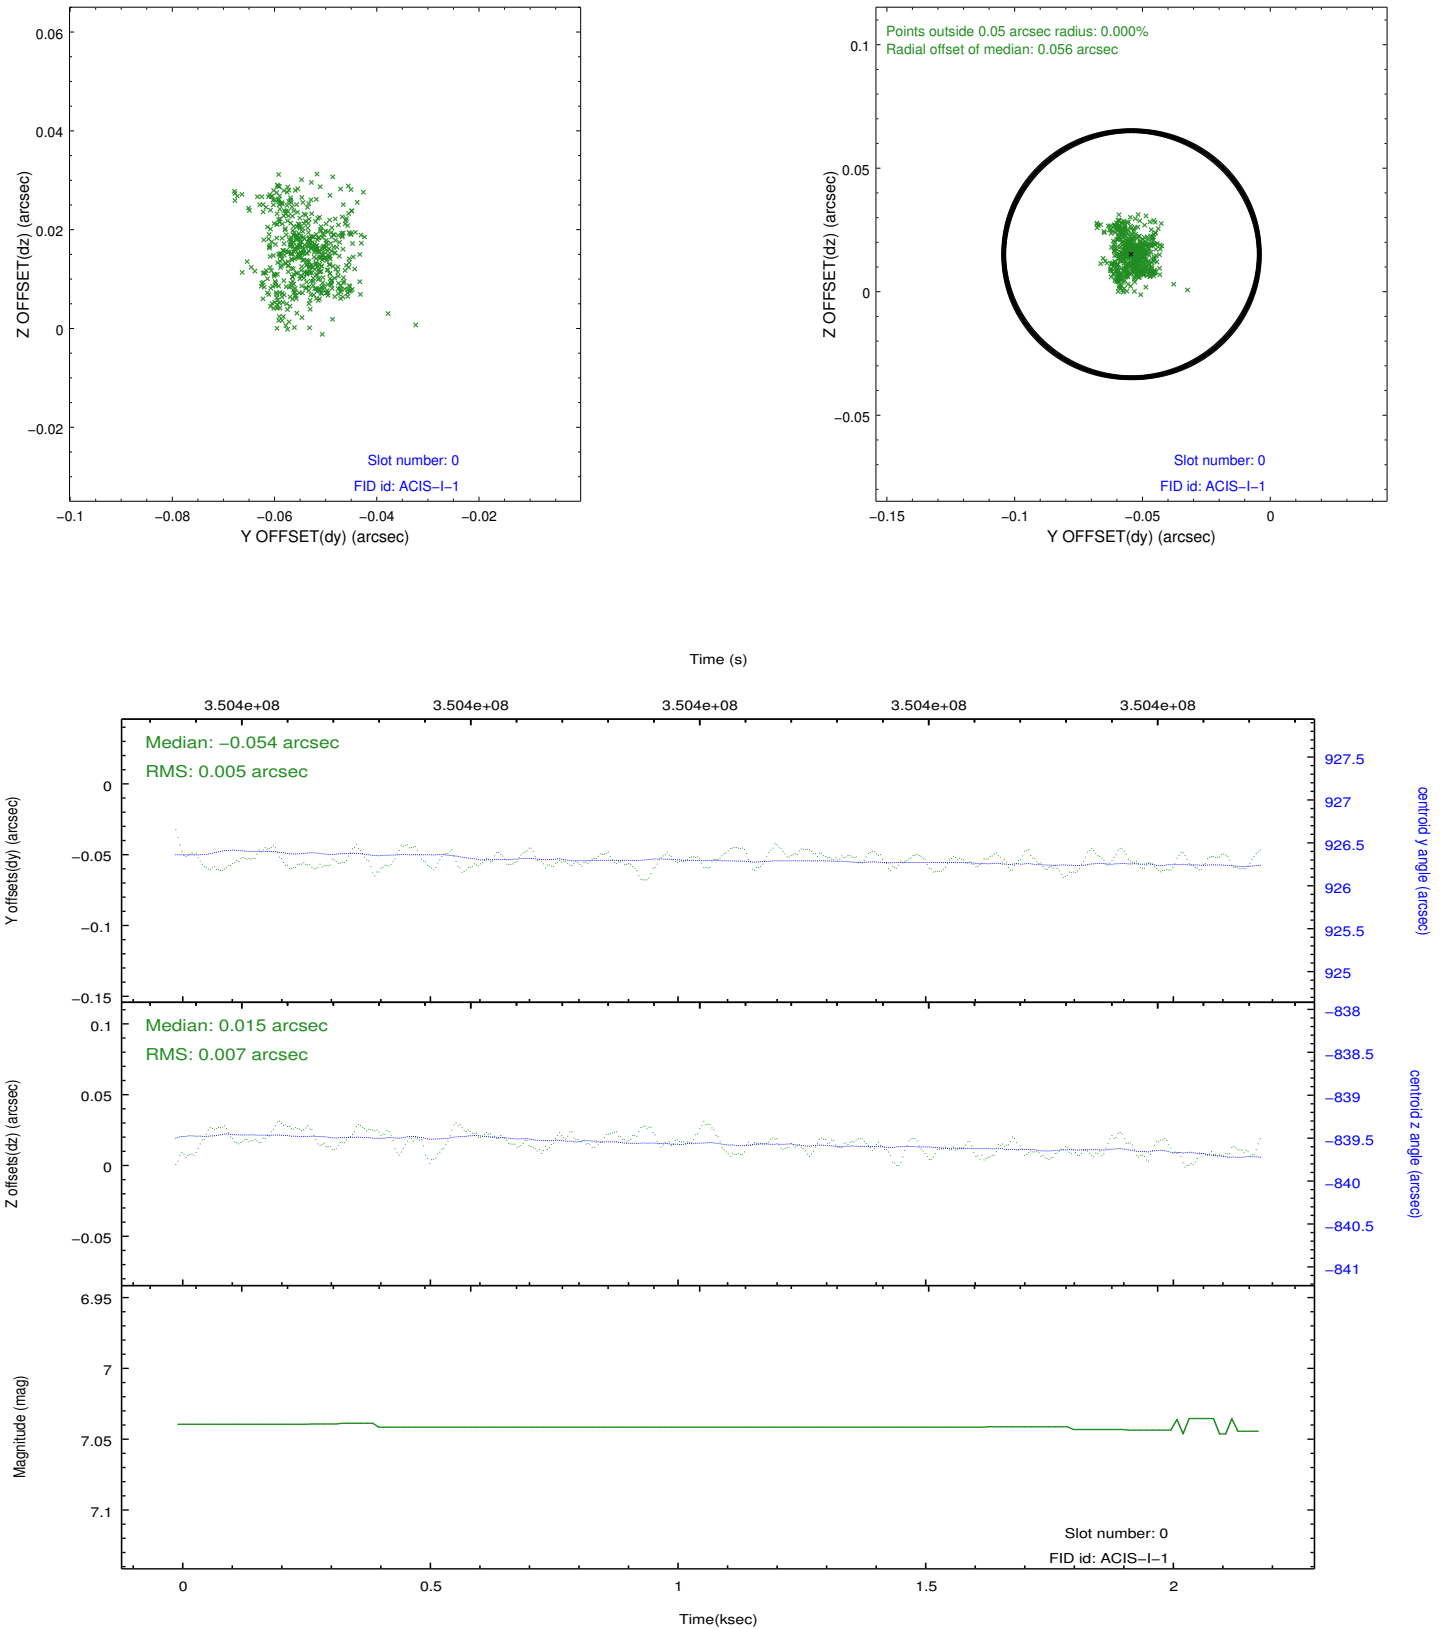 0.06
0.04
0.02
0
−0.02
Z OFFSET(dz) (arcsec)
Slot number: 0
FID id: ACIS−I−1
−0.1
−0.08
−0.06
−0.04
−0.02
Y OFFSET(dy) (arcsec)
Points outside 0.05 arcsec radius: 0.000%
Radial offset of median: 0.056 arcsec
0.1
0.05
0
−0.05
Z OFFSET(dz) (arcsec)
Slot number: 0
FID id: ACIS−I−1
−0.15
−0.1
−0.05
0
Y OFFSET(dy) (arcsec)
Time (s)
3.504e+08
3.504e+08
3.504e+08
3.504e+08
3.504e+08
Median: −0.054 arcsec
RMS: 0.005 arcsec
0
−0.05
−0.1
−0.15
Y offsets(dy) (arcsec)
927.5
927
926.5
926
925.5
925
centroid y angle (arcsec)
Median: 0.015 arcsec
RMS: 0.007 arcsec
0.1
0.05
0
−0.05
Z offsets(dz) (arcsec)
−838
−838.5
−839
−839.5
−840
−840.5
−841
centroid z angle (arcsec)
6.95
7
7.05
7.1
Magnitude (mag)
Slot number: 0
FID id: ACIS−I−1
0
0.5
1
1.5
2
Time(ksec)